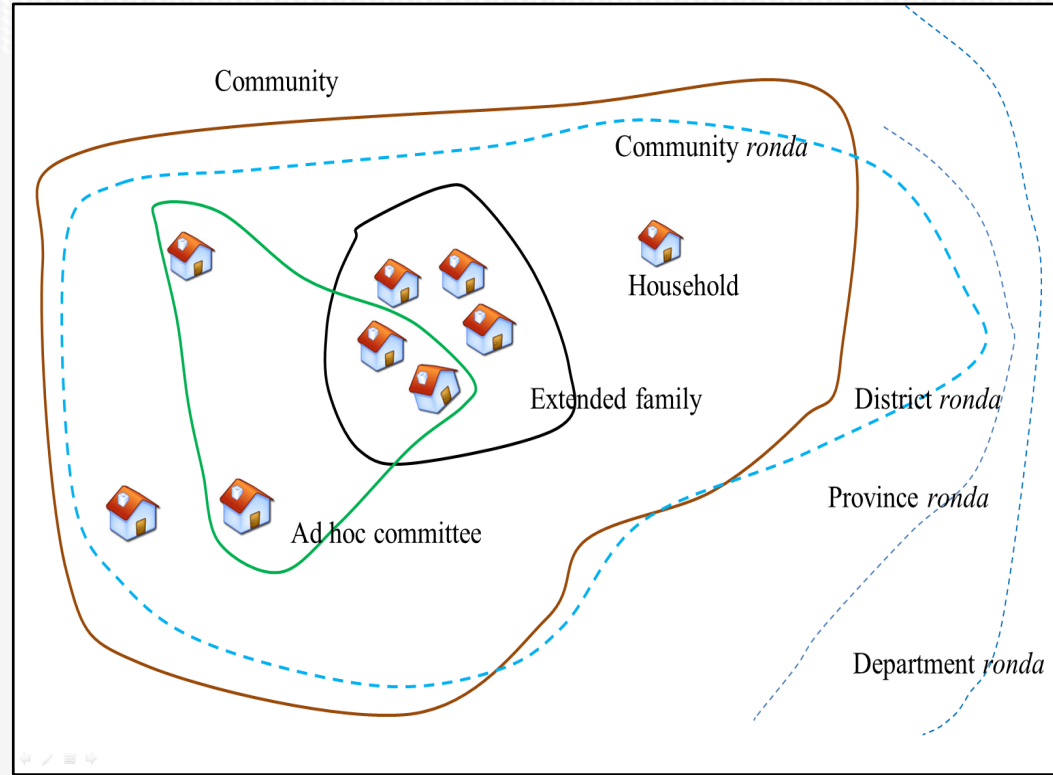 Community
Community ronda
Household
Extended family
District ronda
Province ronda
Ad hoc committee
Department ronda